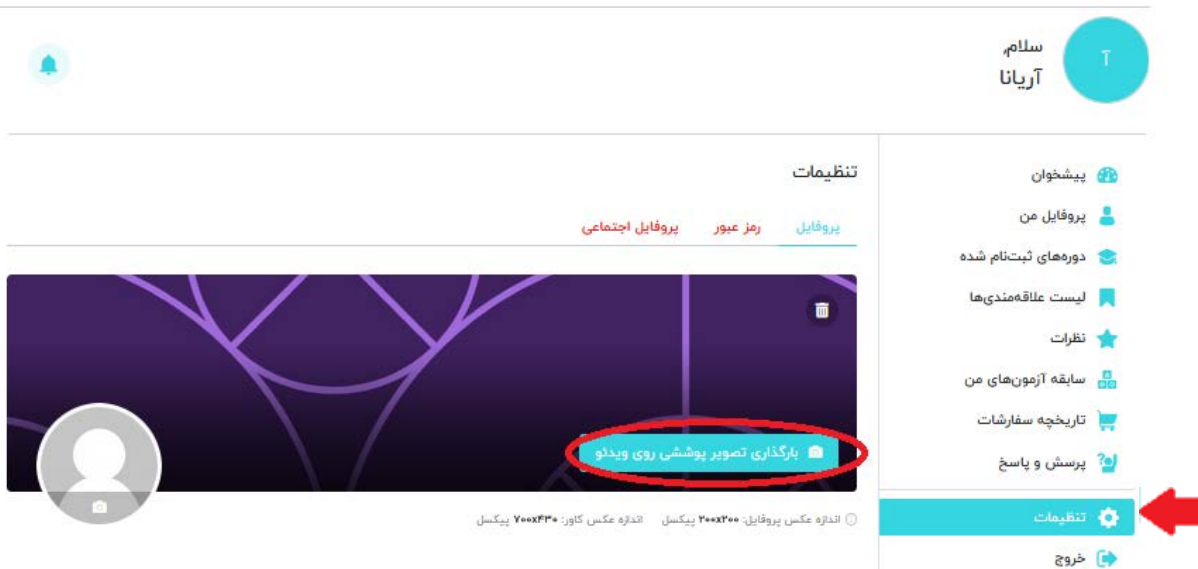 سلام,
آریانا
آ
پیشخوان
پروفایل من
دوره‌های ثبت‌نام شده
لیست علاقه‌مندی‌ها
نظرات
سابقه آزمون‌های من
تاریخچه سفارشات
پرسش و پاسخ
تنظیمات
خروج
تنظیمات
پروفایل رمز عبور پروفایل اجتماعی
بارگذاری تصویر پوششی روی ویدئو
اندازه عکس پروفایل: ۲۰۰x۲۰۰ پیکسل اندازه عکس کاور: ۷۰۰x۴۳۰ پیکسل